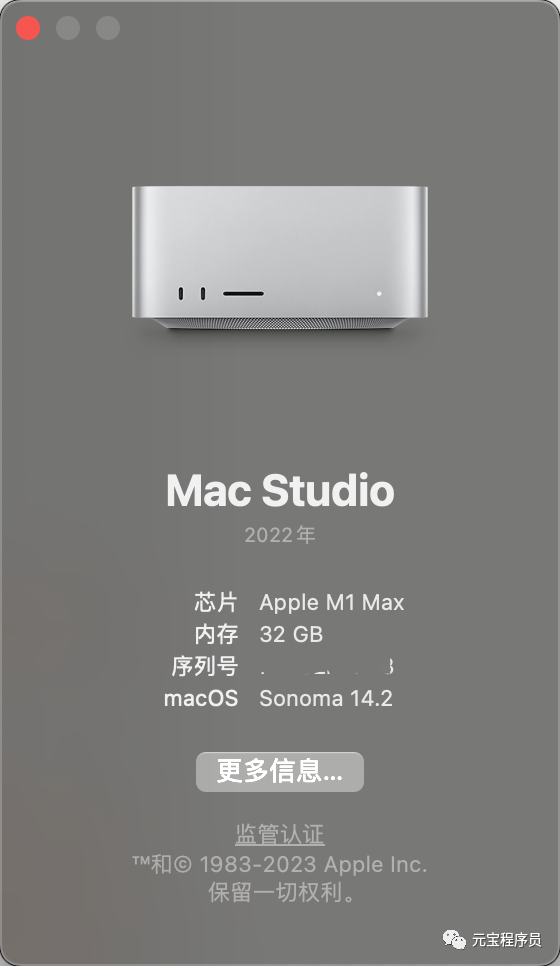 Mac Studio
2022年
芯片 Apple M1 Max
内存 32 GB
序列号
macOS Sonoma 14.2
更多信息...
监管认证
™和© 1983-2023 Apple Inc.
保留一切权利。
元宝程序员